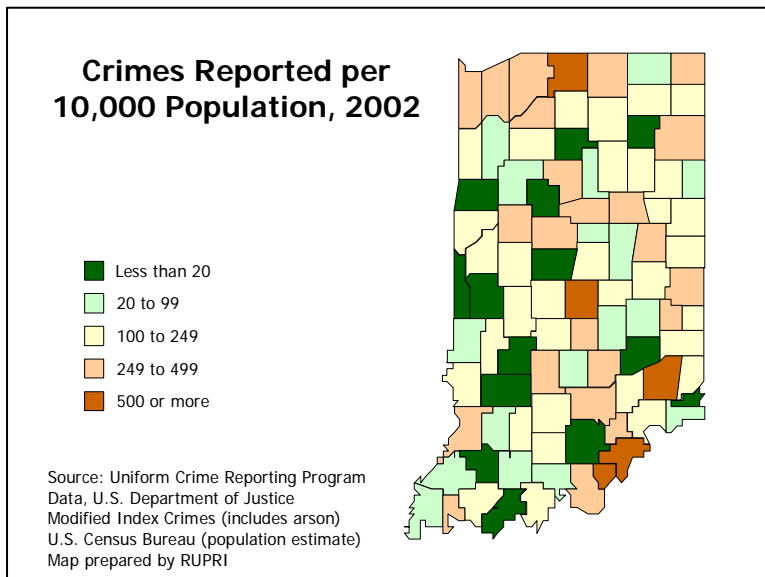 Crimes Reported per
10,000 Population, 2002
Less than 20
20 to 99
100 to 249
249 to 499
500 or more
Source: Uniform Crime Reporting Program
Data, U.S. Department of Justice
Modified Index Crimes (includes arson)
U.S. Census Bureau (population estimate)
Map prepared by RUPRI